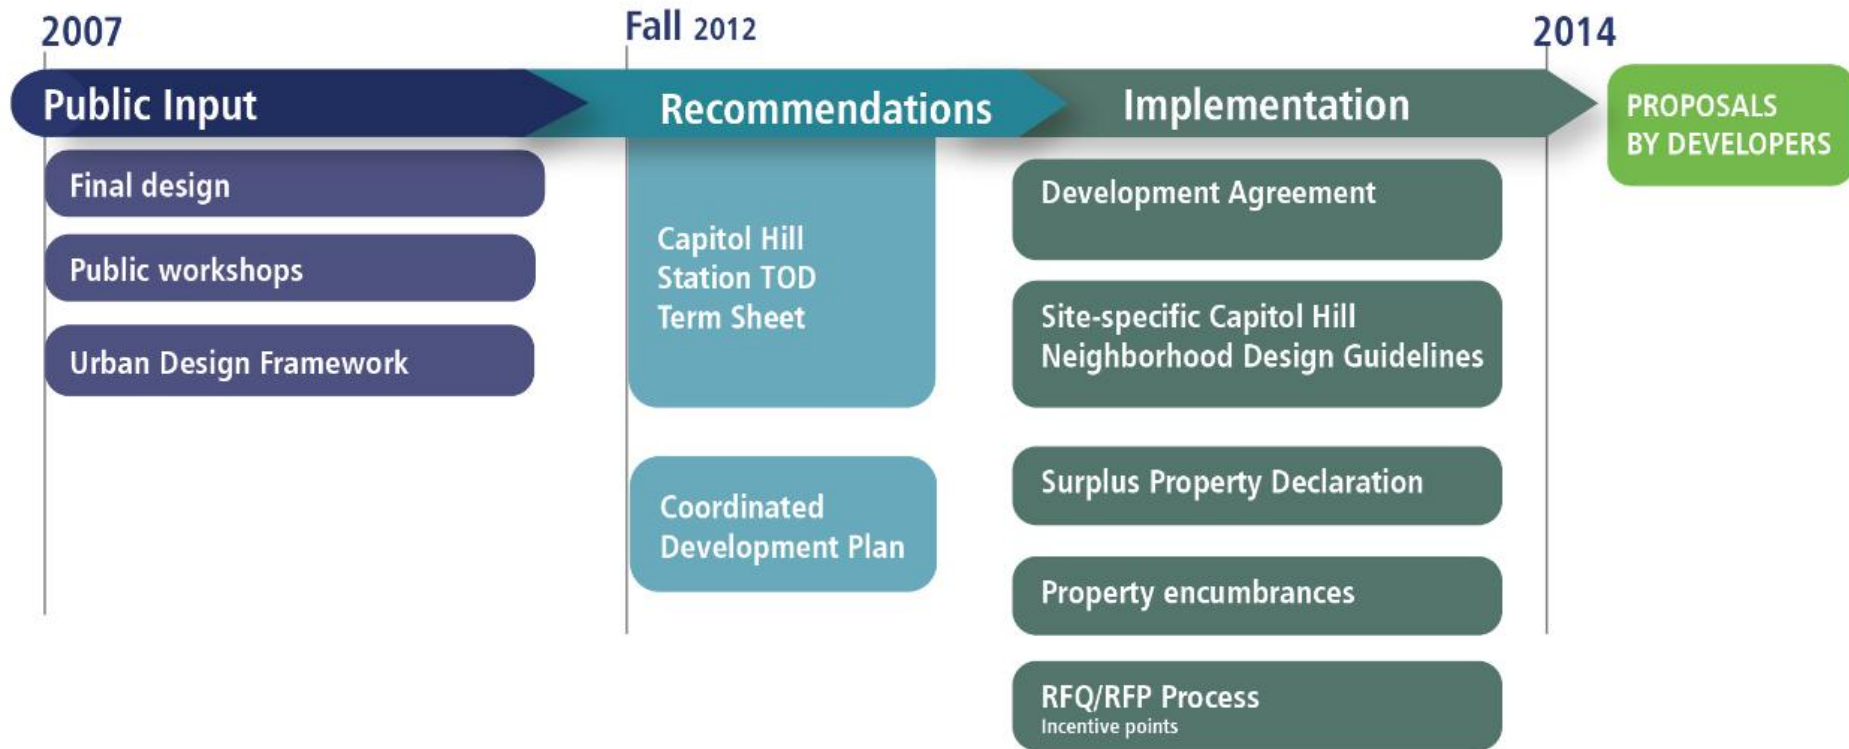 2007
Fall 2012
2014
Public Input
Recommendations
Implementation
PROPOSALS
BY DEVELOPERS
Final design
Public workshops
Urban Design Framework
Capitol Hill
Station TOD
Term Sheet
Coordinated
Development Plan
Development Agreement
Site-specific Capitol Hill
Neighborhood Design Guidelines
Surplus Property Declaration
Property encumbrances
RFQ/RFP Process
Incentive points